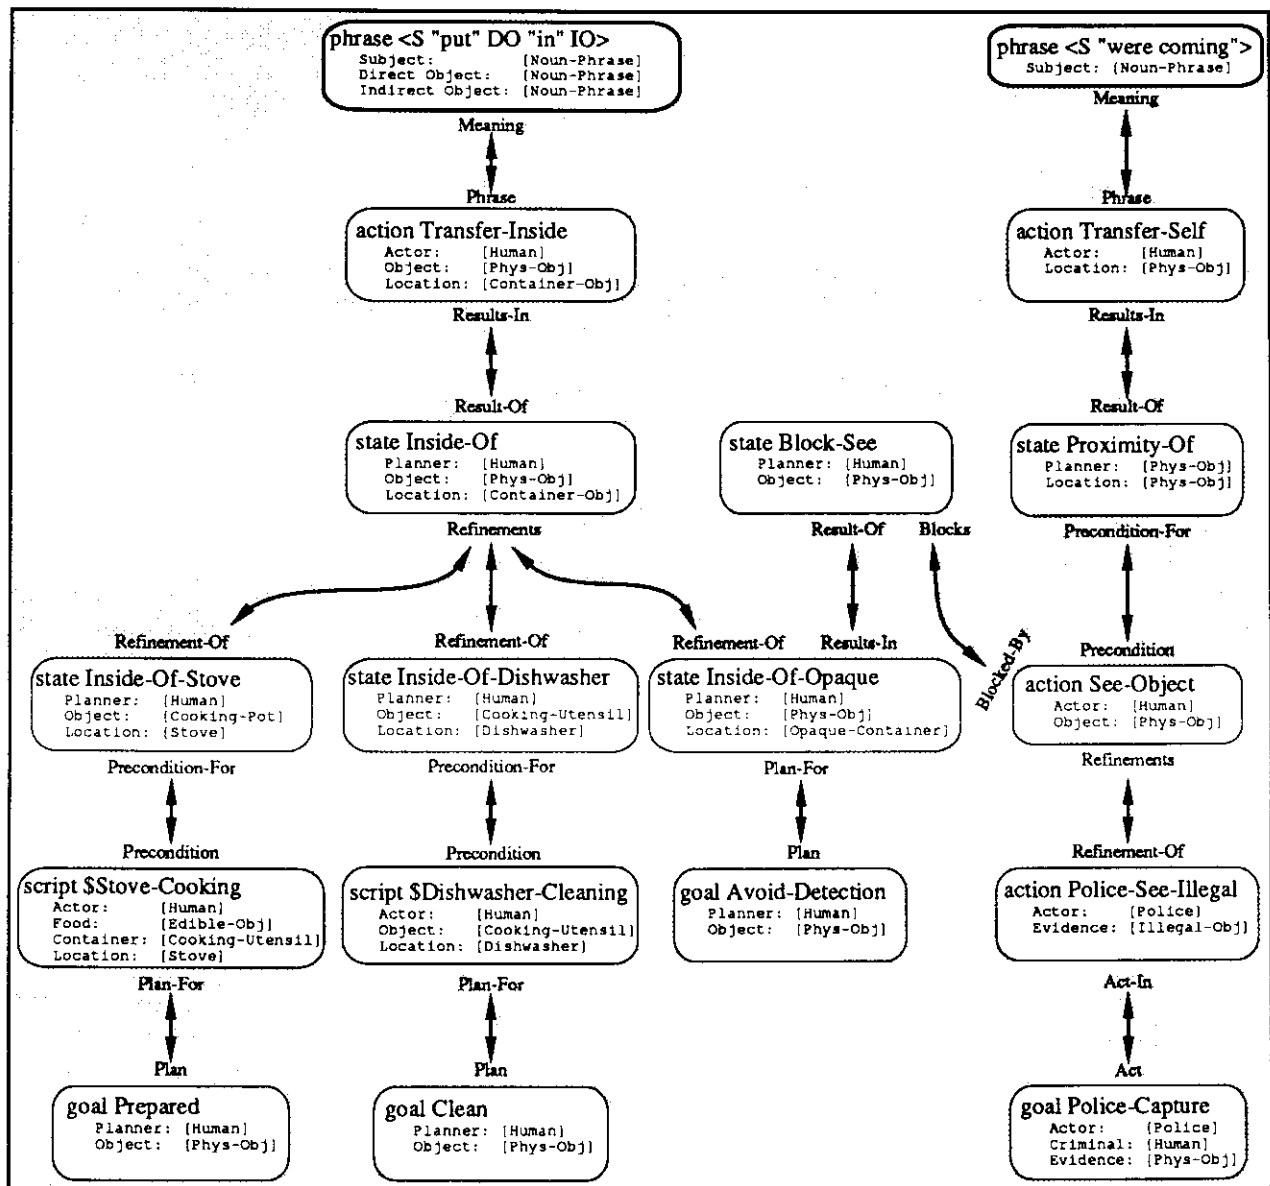 phrase <S "put" DO "in" IO>
Subject: [Noun-Phrase]
Direct Object: [Noun-Phrase]
Indirect Object: [Noun-Phrase]
Meaning
Phrase
action Transfer-Inside
Actor: [Human]
Object: [Phys-Obj]
Location: [Container-Obj]
Results-In
Result-Of
state Inside-Of
Planner: [Human]
Object: [Phys-Obj]
Location: [Container-Obj]
Refinements
phrase <S "were coming">
Subject: [Noun-Phrase]
Meaning
Phrase
action Transfer-Self
Actor: [Human]
Location: [Phys-Obj]
Results-In
Result-Of
state Proximity-Of
Planner: [Phys-Obj]
Location: [Phys-Obj]
Precondition-For
state Block-See
Planner: [Human]
Object: [Phys-Obj]
Result-Of Blocks
Refinement-Of
state Inside-Of-Stove
Planner: [Human]
Object: [Cooking-Pot]
Location: [Stove]
Precondition-For
Precondition
script $Stove-Cooking
Actor: [Human]
Food: [Edible-Obj]
Container: [Cooking-Utensil]
Location: [Stove]
Plan-For
Plan
goal Prepared
Planner: [Human]
Object: [Phys-Obj]
Refinement-Of
state Inside-Of-Dishwasher
Planner: [Human]
Object: [Cooking-Utensil]
Location: [Dishwasher]
Precondition-For
Precondition
script $Dishwasher-Cleaning
Actor: [Human]
Object: [Cooking-Utensil]
Location: [Dishwasher]
Plan-For
Plan
goal Clean
Planner: [Human]
Object: [Phys-Obj]
Refinement-Of Results-In
state Inside-Of-Opaque
Planner: [Human]
Object: [Phys-Obj]
Location: [Opaque-Container]
Plan-For
Plan
goal Avoid-Detection
Planner: [Human]
Object: [Phys-Obj]
Blocked-By
Precondition
action See-Object
Actor: [Human]
Object: [Phys-Obj]
Refinements
Refinement-Of
action Police-See-Illegal
Actor: [Police]
Evidence: [Illegal-Obj]
Act-In
Act
goal Police-Capture
Actor: [Police]
Criminal: [Human]
Evidence: [Phys-Obj]